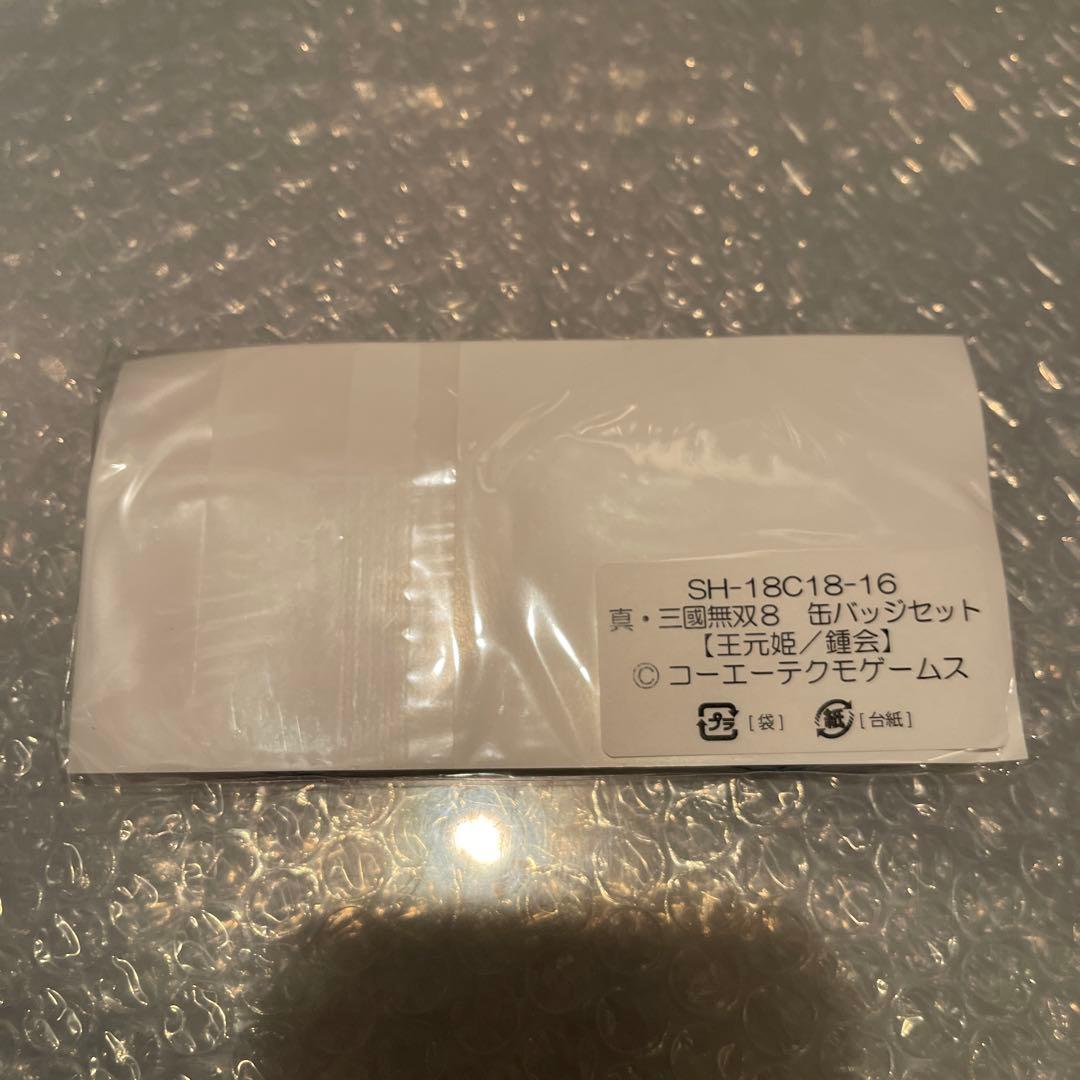 SH-18C18-16
真・三國無双８　缶バッジセット
【王元姫／鍾会】
© コーエーテクモゲームス
プラ [袋] 紙 [台紙]